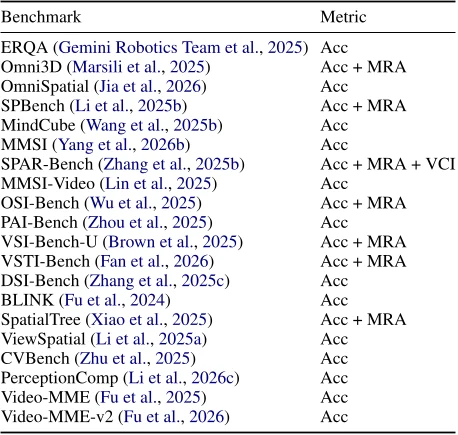 Benchmark Metric
ERQA (Gemini Robotics Team et al., 2025) Acc
Omni3D (Marsili et al., 2025) Acc + MRA
OmniSpatial (Jia et al., 2026) Acc
SPBench (Li et al., 2025b) Acc + MRA
MindCube (Wang et al., 2025b) Acc
MMSI (Yang et al., 2026b) Acc
SPAR-Bench (Zhang et al., 2025b) Acc + MRA + VCI
MMSI-Video (Lin et al., 2025) Acc
OSI-Bench (Wu et al., 2025) Acc + MRA
PAI-Bench (Zhou et al., 2025) Acc
VSI-Bench-U (Brown et al., 2025) Acc + MRA
VSTI-Bench (Fan et al., 2026) Acc + MRA
DSI-Bench (Zhang et al., 2025c) Acc
BLINK (Fu et al., 2024) Acc
SpatialTree (Xiao et al., 2025) Acc + MRA
ViewSpatial (Li et al., 2025a) Acc
CVBench (Zhu et al., 2025) Acc
PerceptionComp (Li et al., 2026c) Acc
Video-MME (Fu et al., 2025) Acc
Video-MME-v2 (Fu et al., 2026) Acc